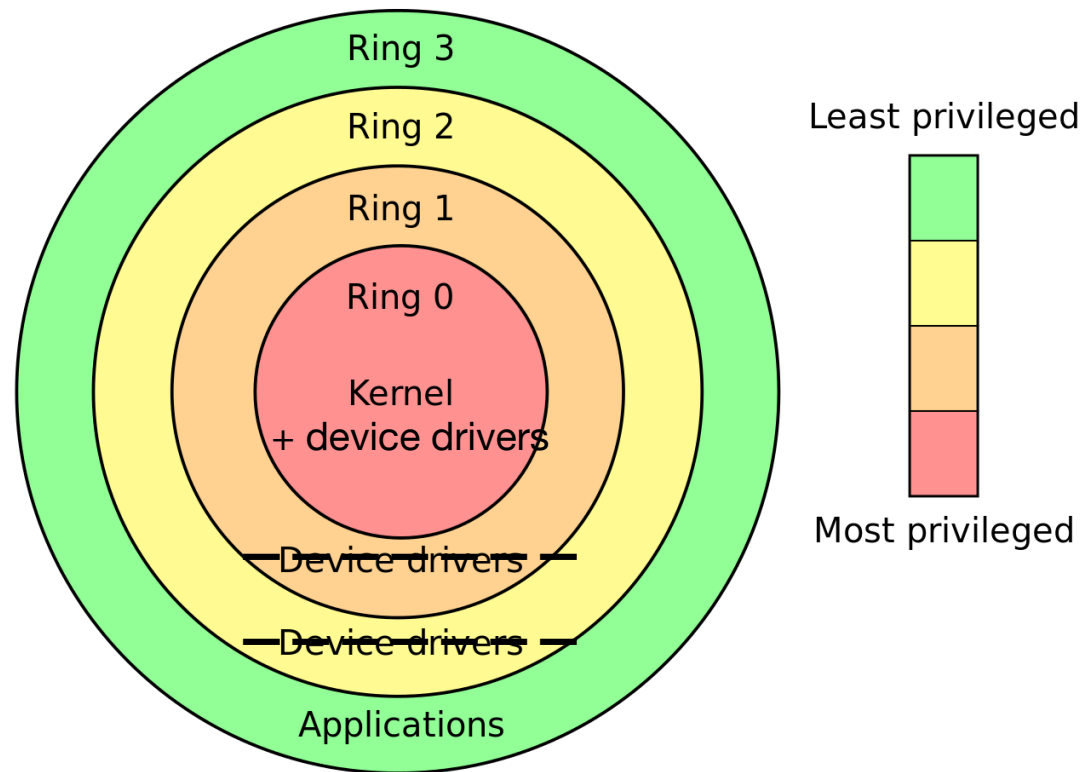 Ring 3
Ring 2
Ring 1
Ring 0
Kernel
+ device drivers
Device drivers
Device drivers
Applications
Least privileged
Most privileged